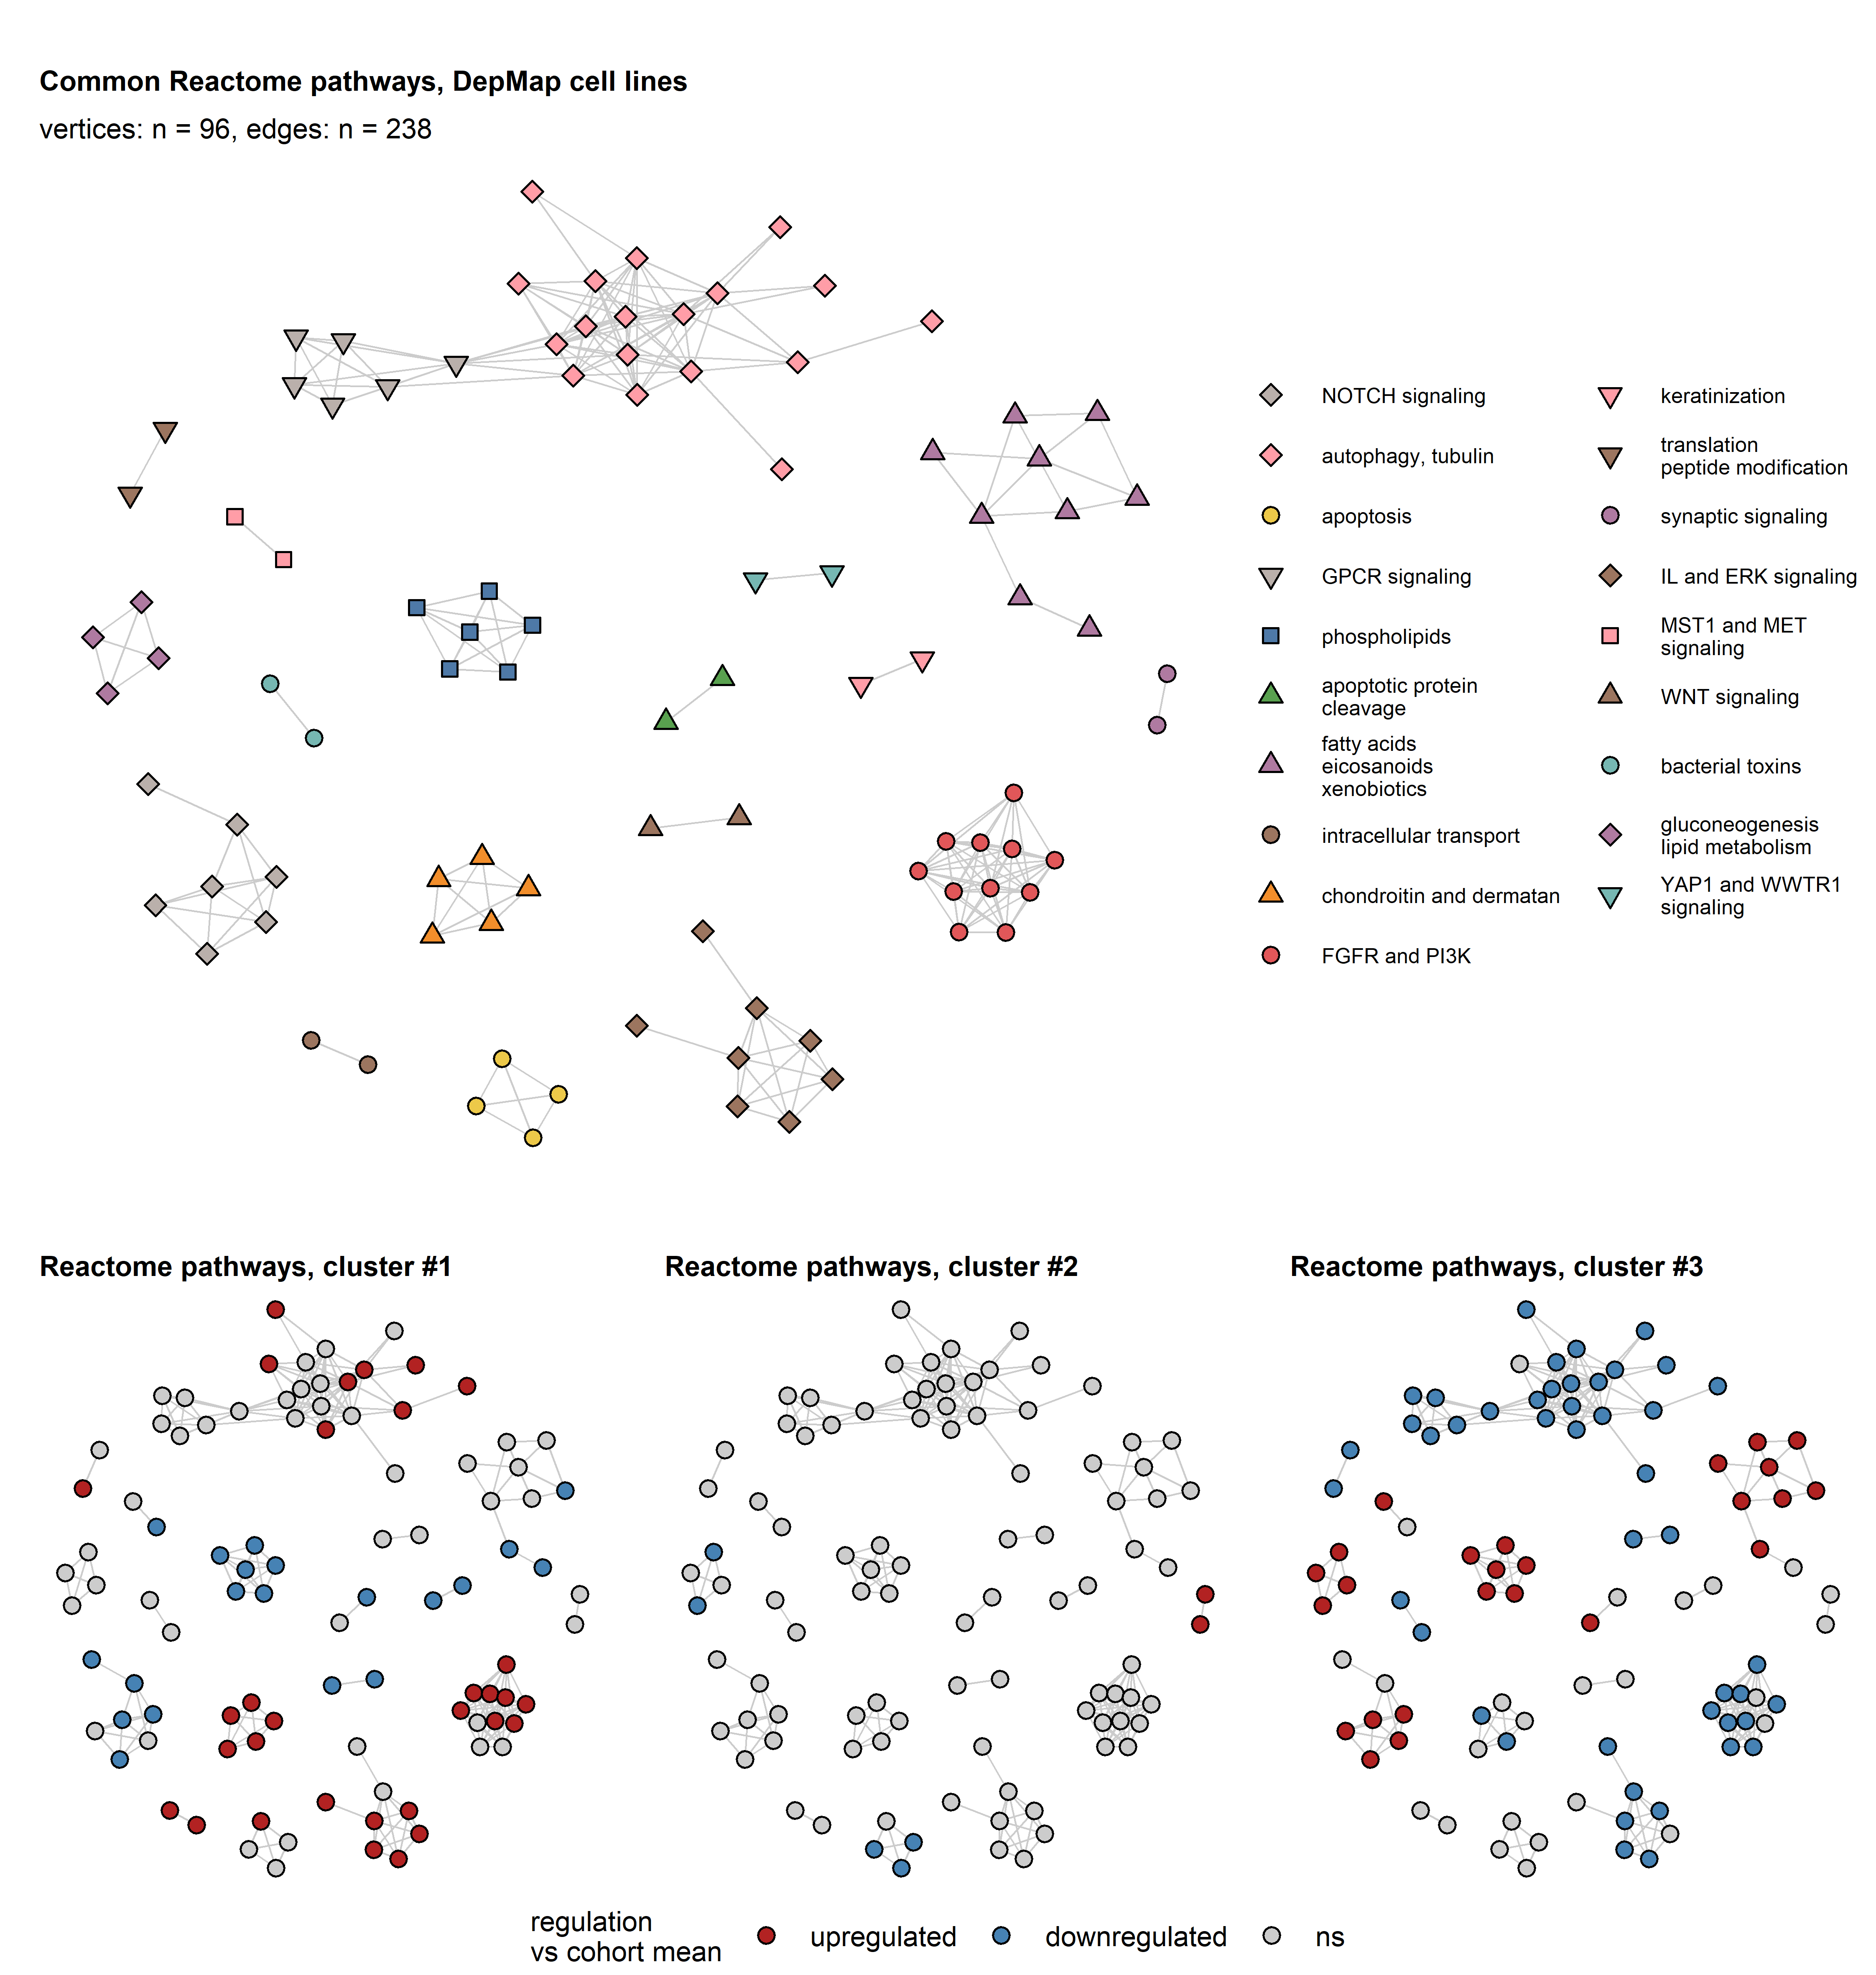 Common Reactome pathways, DepMap cell lines
vertices: n = 96, edges: n = 238
NOTCH signaling
autophagy, tubulin
apoptosis
GPCR signaling
phospholipids
apoptotic protein
cleavage
fatty acids
eicosanoids
xenobiotics
intracellular transport
chondroitin and dermatan
FGFR and PI3K
keratinization
translation
peptide modification
synaptic signaling
IL and ERK signaling
MST1 and MET
signaling
WNT signaling
bacterial toxins
gluconeogenesis
lipid metabolism
YAP1 and WWTR1
signaling
Reactome pathways, cluster #1
Reactome pathways, cluster #2
Reactome pathways, cluster #3
regulation
vs cohort mean
upregulated
downregulated
ns